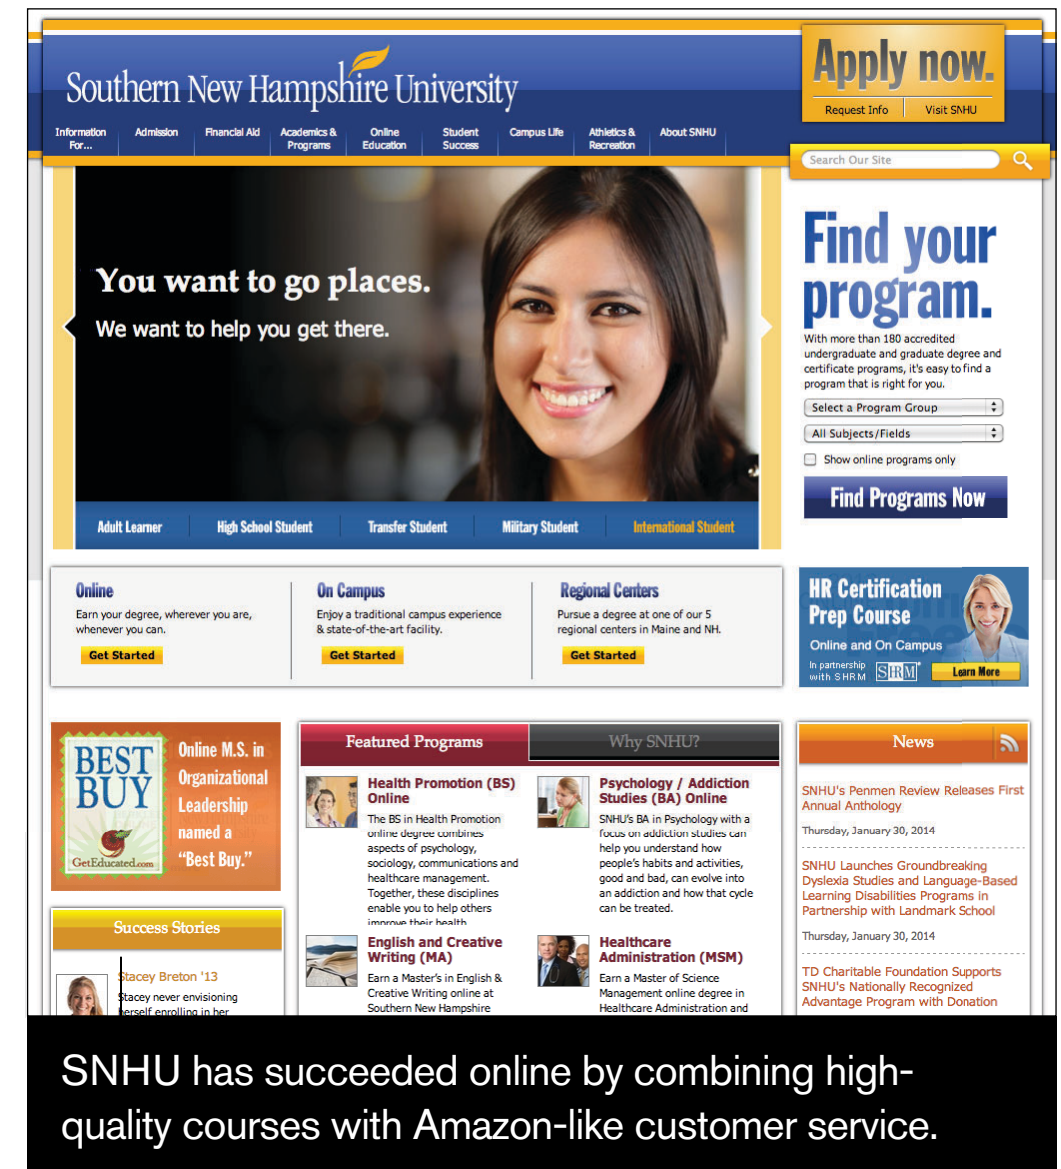 Southern New Hampshire University
Apply now.
Request Info
Visit SNHU
Information
For...
Admission
Financial Aid
Academics &
Programs
Online
Education
Student
Success
Campus Life
Athletics &
Recreation
About SNHU
Search Our Site
You want to go places.
We want to help you get there.
Adult Learner
High School Student
Transfer Student
Military Student
International Student
Find your
program.
With more than 180 accredited
undergraduate and graduate degree and
certificate programs, it's easy to find a
program that is right for you.
Select a Program Group
All Subjects/Fields
Show online programs only
Find Programs Now
Online
Earn your degree, wherever you are,
whenever you can.
Get Started
On Campus
Enjoy a traditional campus experience
& state-of-the-art facility.
Get Started
Regional Centers
Pursue a degree at one of our 5
regional centers in Maine and NH.
Get Started
HR Certification
Prep Course
Online and On Campus
In partnership
with SHRM
SHRM
Learn More
BEST
BUY
GetEducated.com
Online M.S. in
Organizational
Leadership
named a
“Best Buy.”
Success Stories
Stacey Breton '13
Stacey never envisioning
herself enrolling in her
Featured Programs
Why SNHU?
Health Promotion (BS)
Online
The BS in Health Promotion
online degree combines
aspects of psychology,
sociology, communications and
healthcare management.
Together, these disciplines
enable you to help others
improve their health
Psychology / Addiction
Studies (BA) Online
SNHU's BA in Psychology with a
focus on addiction studies can
help you understand how
people's habits and activities,
good and bad, can evolve into
an addiction and how that cycle
can be treated.
English and Creative
Writing (MA)
Earn a Master's in English &
Creative Writing online at
Southern New Hampshire
Healthcare
Administration (MSM)
Earn a Master of Science
Management online degree in
Healthcare Administration and
News
SNHU's Penmen Review Releases First
Annual Anthology
Thursday, January 30, 2014
SNHU Launches Groundbreaking
Dyslexia Studies and Language-Based
Learning Disabilities Programs in
Partnership with Landmark School
Thursday, January 30, 2014
TD Charitable Foundation Supports
SNHU's Nationally Recognized
Advantage Program with Donation
SNHU has succeeded online by combining high-
quality courses with Amazon-like customer service.